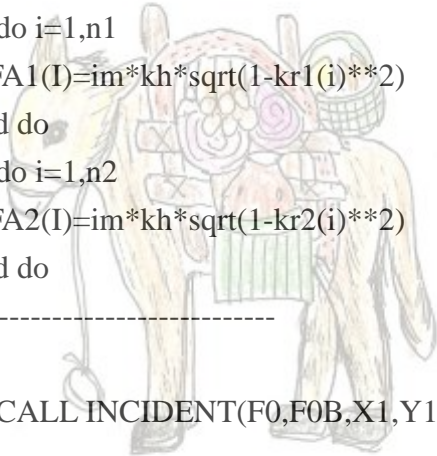 do i=1,n1
FA1(I)=im*kh*sqrt(1-kr1(i)**2)
d do
do i=1,n2
FA2(I)=im*kh*sqrt(1-kr2(i)**2)
d do
--------------------------
CALL INCIDENT(F0,F0B,X1,Y1